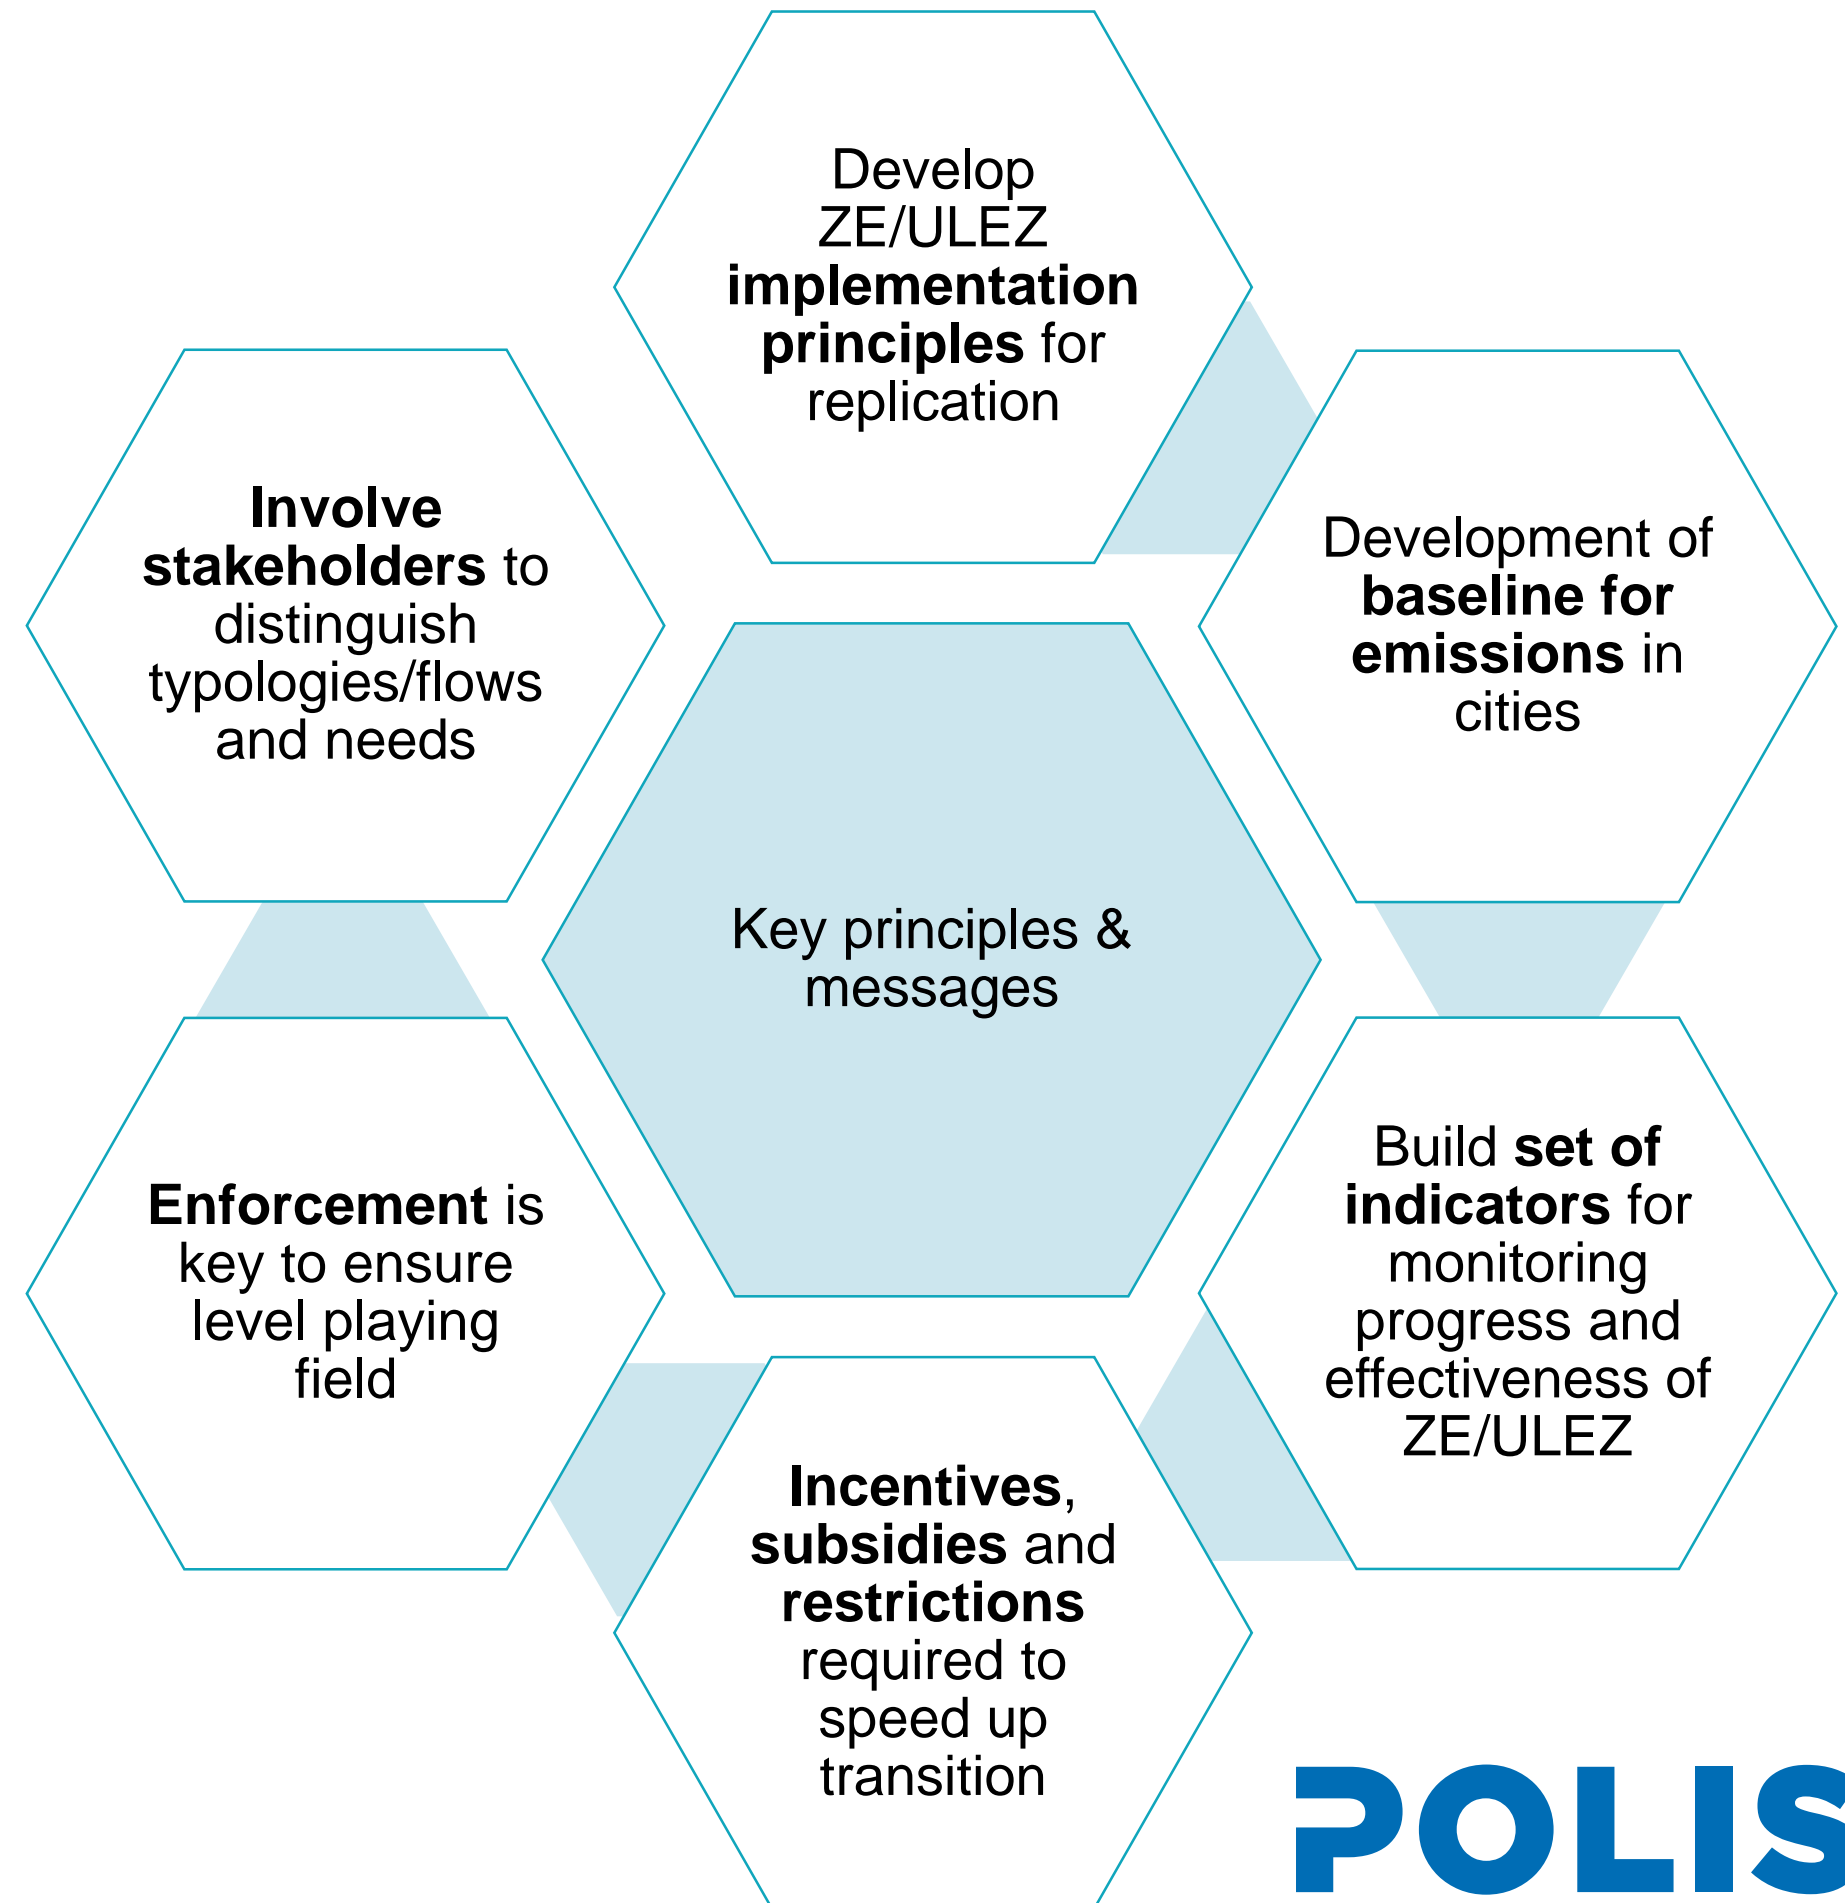 Develop
ZE/ULEZ
implementation
principles for
replication
Development of
baseline for
emissions in
cities
Build set of
indicators for
monitoring
progress and
effectiveness of
ZE/ULEZ
Incentives,
subsidies and
restrictions
required to
speed up
transition
Enforcement is
key to ensure
level playing
field
Involve
stakeholders to
distinguish
typologies/flows
and needs
Key principles &
messages
POLIS